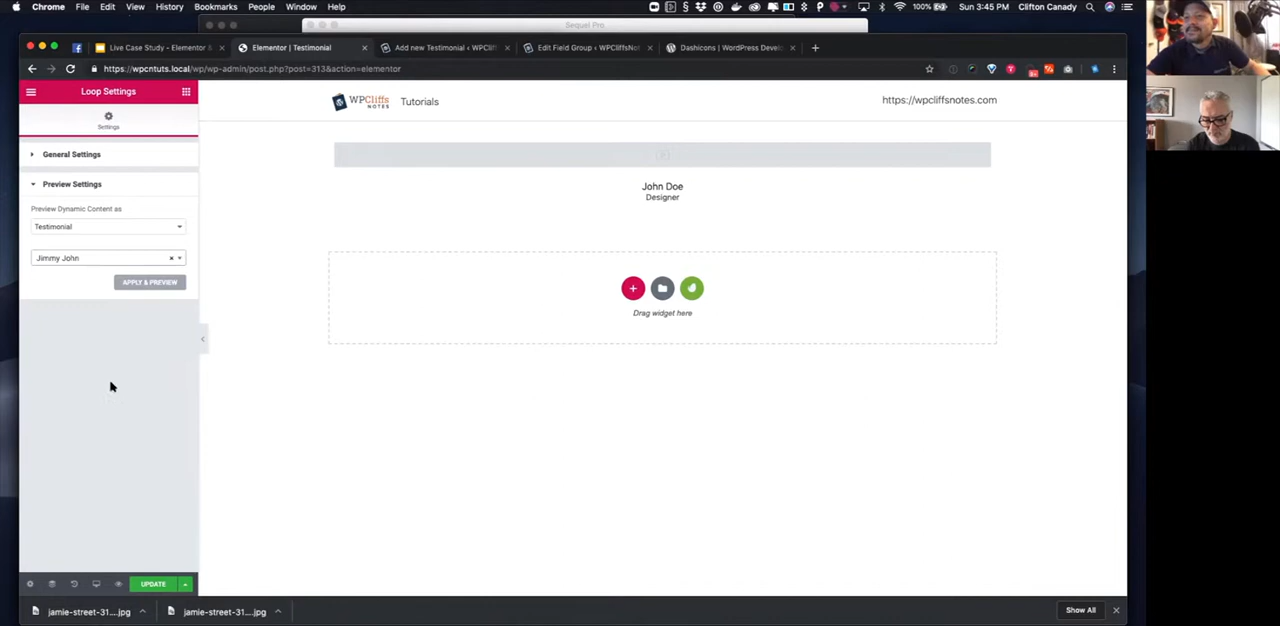 Chrome File Edit View History Bookmarks People Window Help 100% Sun 3:45 PM Clifton Canady
Sequel Pro
Live Case Study - Elementor & Elementor | Testimonial Add new Testimonial < WPCliff Edit Field Group < WPCliffsNot Dashicons | WordPress Devel
https://wpcntuts.local/wp/wp-admin/post.php?post=313&action=elementor
Loop Settings
WPCliffs NOTES Tutorials https://wpcliffsnotes.com
Settings
General Settings
Preview Settings
John Doe
Designer
Preview Dynamic Content as
Testimonial
Jimmy John
APPLY & PREVIEW
Drag widget here
UPDATE
jamie-street-31....jpg jamie-street-31....jpg Show All